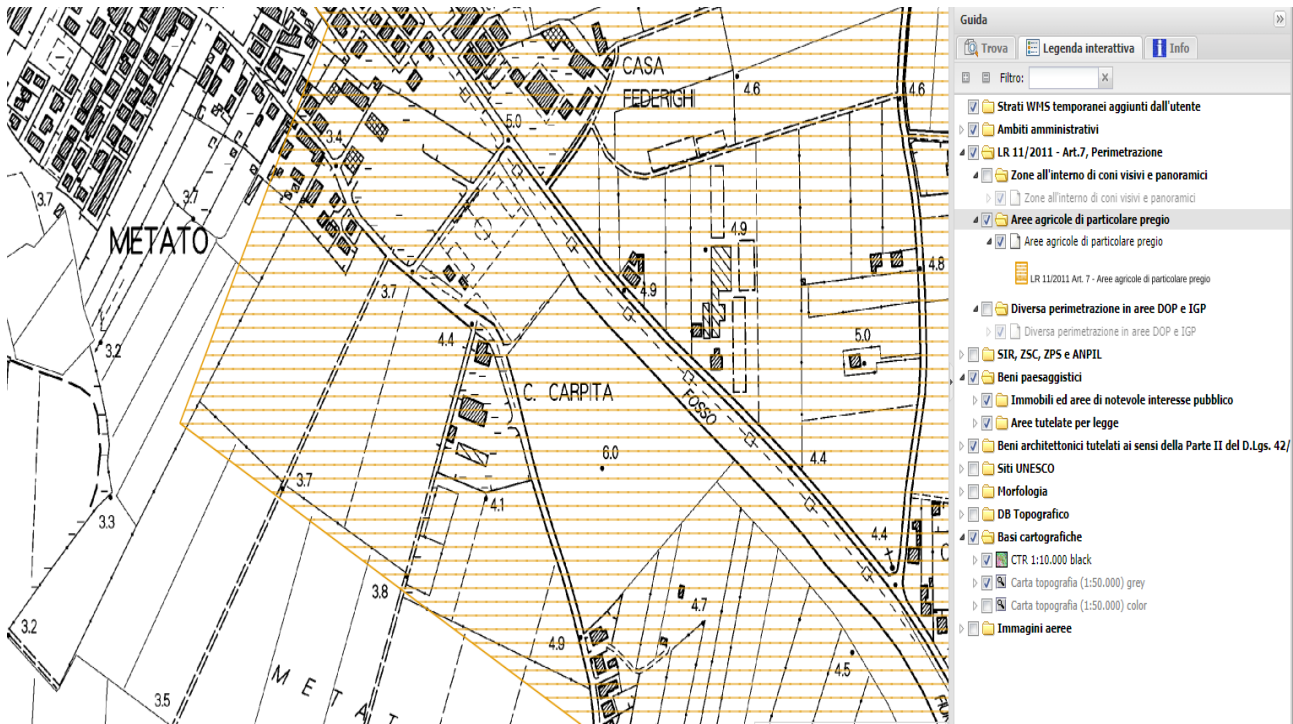 CASA
FEDERIGHI
4.6
4.6
5.0
3.4
3.7
3.7
METATO
4.9
4.8
4.9
3.7
4.4
5.0
3.2
C. CARPITA
FOSSO
6.0
4.4
3.7
4.1
3.3
4.4
3.8
4.7
3.2
4.9
4.5
3.5
M E T A T
Guida
Trova
Legenda interattiva
Info
Filtro:
Strati WMS temporanei aggiunti dall'utente
Ambiti amministrativi
LR 11/2011 - Art.7, Perimetrazione
Zone all'interno di coni visivi e panoramici
Zone all'interno di coni visivi e panoramici
Aree agricole di particolare pregio
Aree agricole di particolare pregio
LR 11/2011 Art. 7 - Aree agricole di particolare pregio
Diversa perimetrazione in aree DOP e IGP
Diversa perimetrazione in aree DOP e IGP
SIR, ZSC, ZPS e ANPIL
Beni paesaggistici
Immobili ed aree di notevole interesse pubblico
Aree tutelate per legge
Beni architettonici tutelati ai sensi della Parte II del D.Lgs. 42/
Siti UNESCO
Morfologia
DB Topografico
Basi cartografiche
CTR 1:10.000 black
Carta topografia (1:50.000) grey
Carta topografia (1:50.000) color
Immagini aeree